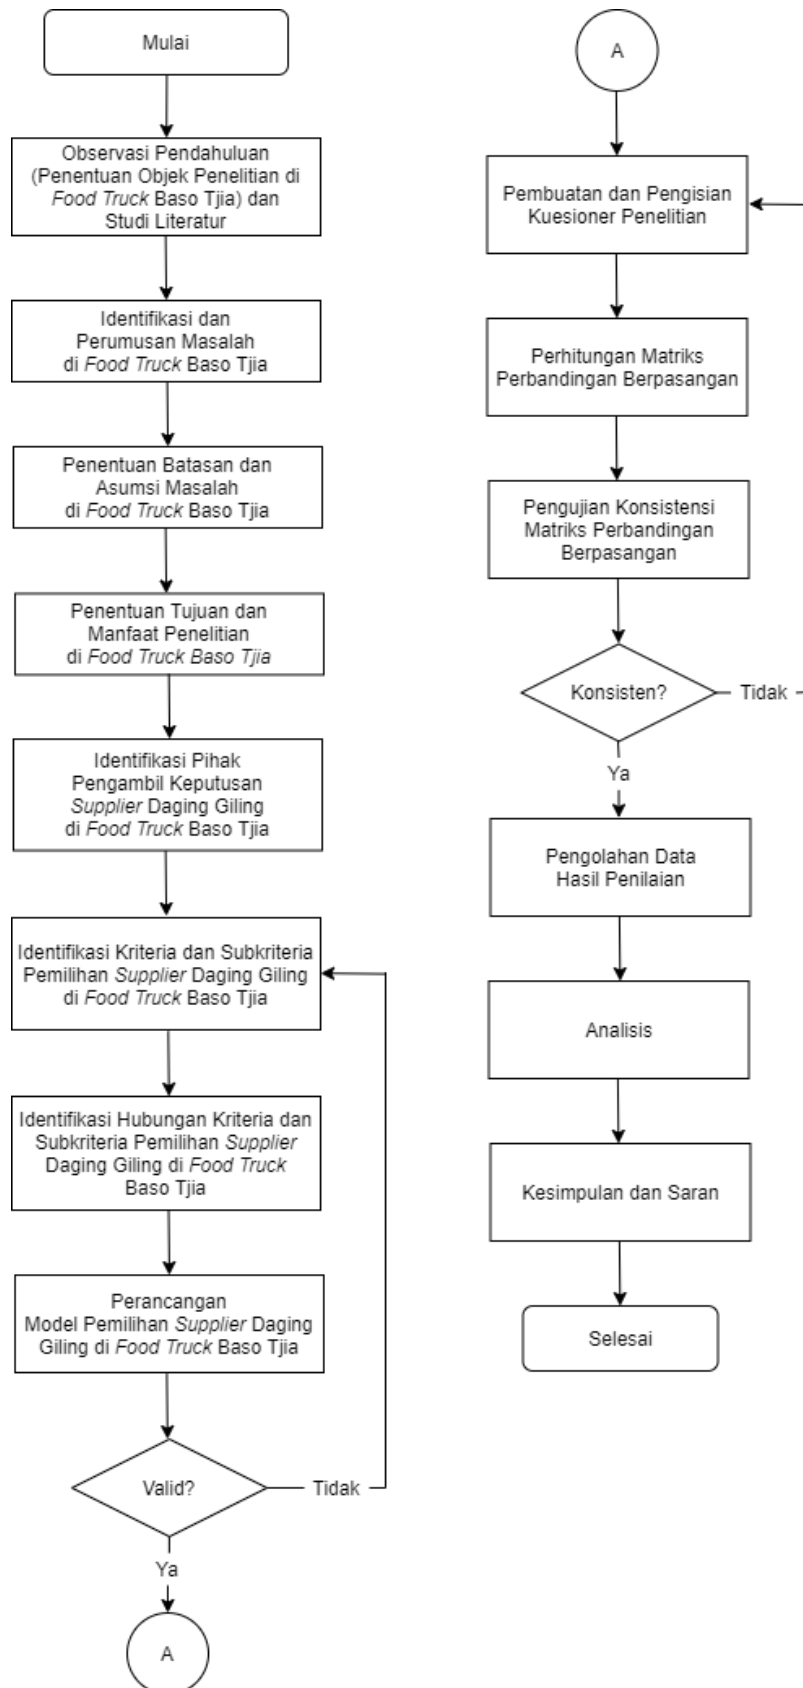 Mulai
Observasi Pendahuluan
(Penentuan Objek Penelitian di
Food Truck Baso Tjia) dan
Studi Literatur
Identifikasi dan
Perumusan Masalah
di Food Truck Baso Tjia
Penentuan Batasan dan
Asumsi Masalah
di Food Truck Baso Tjia
Penentuan Tujuan dan
Manfaat Penelitian
di Food Truck Baso Tjia
Identifikasi Pihak
Pengambil Keputusan
Supplier Daging Giling
di Food Truck Baso Tjia
Identifikasi Kriteria dan Subkriteria
Pemilihan Supplier Daging Giling
di Food Truck Baso Tjia
Identifikasi Hubungan Kriteria dan
Subkriteria Pemilihan Supplier
Daging Giling di Food Truck
Baso Tjia
Perancangan
Model Pemilihan Supplier Daging
Giling di Food Truck Baso Tjia
Valid?
Tidak
Ya
A
A
Pembuatan dan Pengisian
Kuesioner Penelitian
Perhitungan Matriks
Perbandingan Berpasangan
Pengujian Konsistensi
Matriks Perbandingan
Berpasangan
Konsisten?
Tidak
Ya
Pengolahan Data
Hasil Penilaian
Analisis
Kesimpulan dan Saran
Selesai